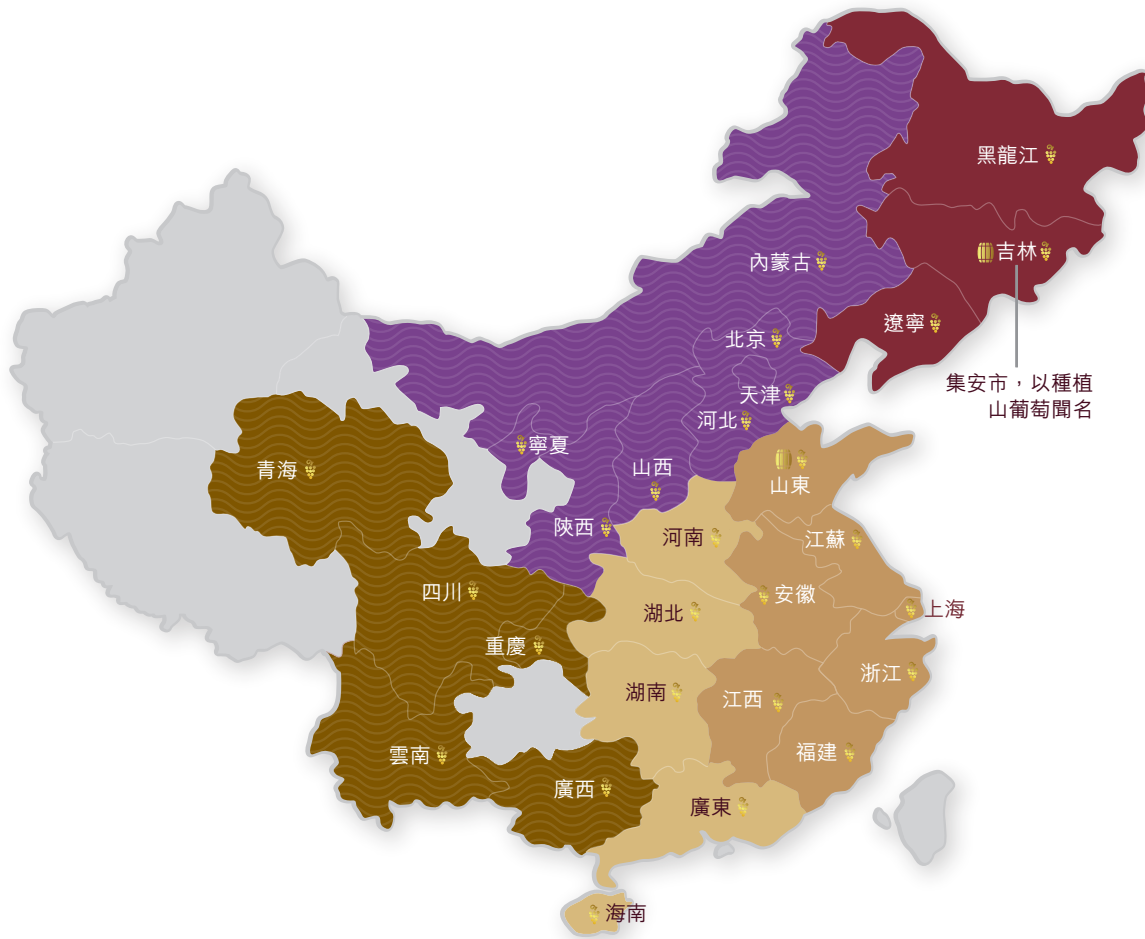 黑龍江
吉林
內蒙古
遼寧
北京
集安市，以種植
山葡萄聞名
天津
河北
寧夏
山西
青海
山東
陝西
河南
江蘇
四川
安徽
上海
湖北
重慶
浙江
湖南
江西
福建
雲南
廣西
廣東
海南